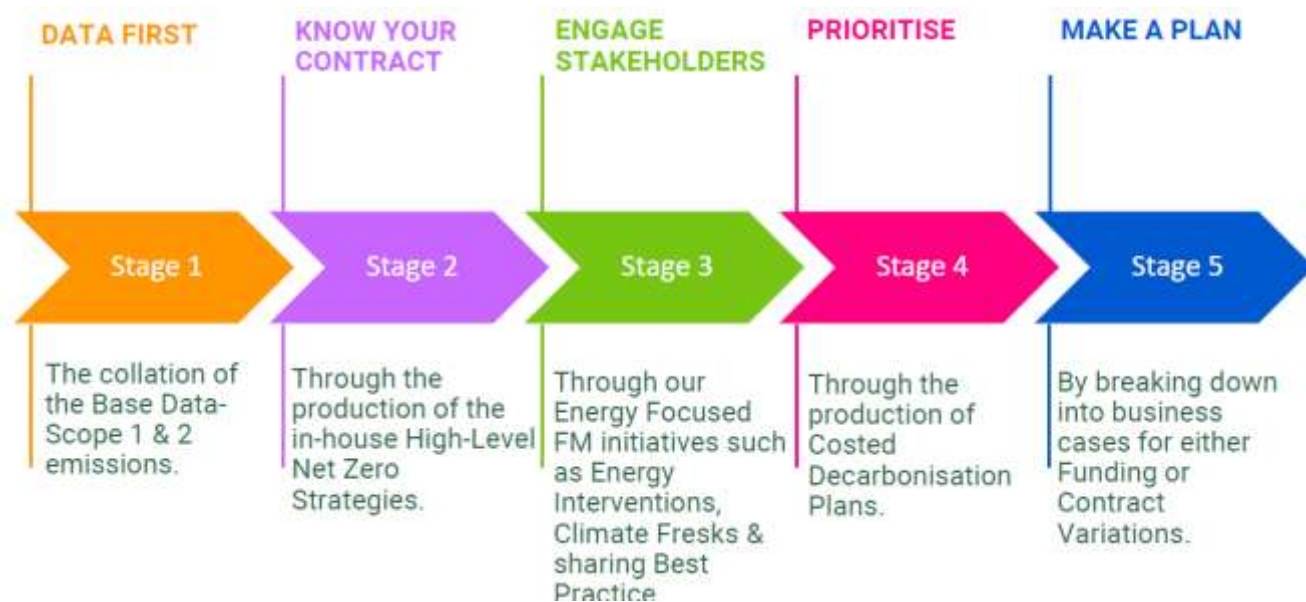 DATA FIRST
KNOW YOUR
CONTRACT
ENGAGE
STAKEHOLDERS
PRIORITISE
MAKE A PLAN
Stage 1
Stage 2
Stage 3
Stage 4
Stage 5
The collation of
the Base Data-
Scope 1 & 2
emissions.
Through the
production of the
in-house High-Level
Net Zero
Strategies.
Through our
Energy Focused
FM initiatives such
as Energy
Interventions,
Climate Fresks &
sharing Best
Practice
Through the
production of
Costed
Decarbonisation
Plans.
By breaking down
into business
cases for either
Funding or
Contract
Variations.